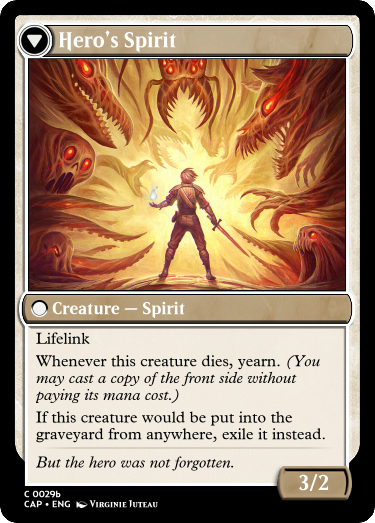 Hero's Spirit
Creature — Spirit
Lifelink
Whenever this creature dies, yearn. (You
may cast a copy of the front side without
paying its mana cost.)
If this creature would be put into the
graveyard from anywhere, exile it instead.
But the hero was not forgotten.
3/2
C 0029b
CAP • ENG Virginie Juteau